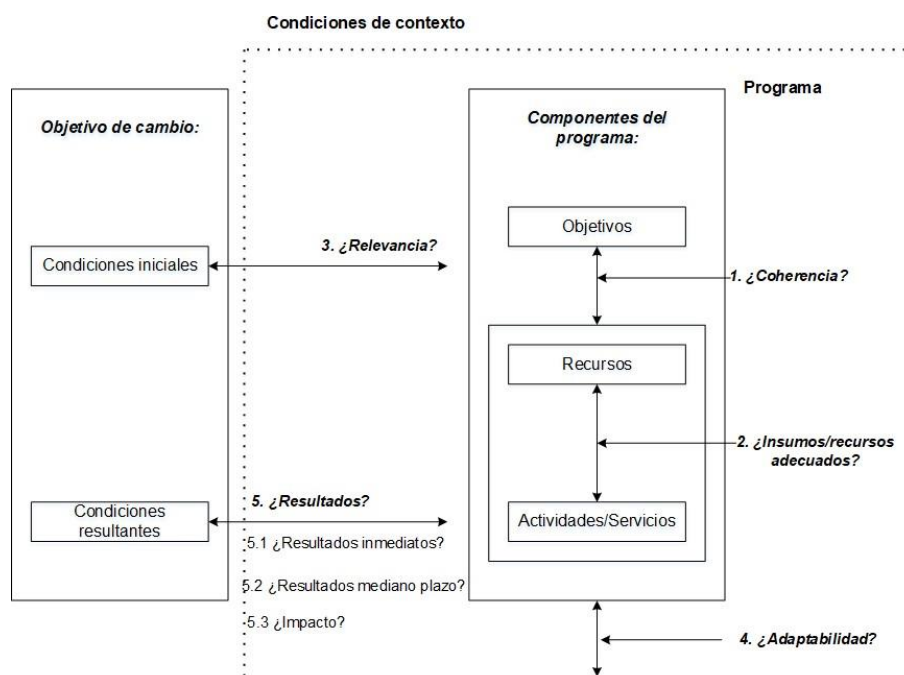 Condiciones de contexto
Programa
Objetivo de cambio:
Componentes del
programa:
Objetivos
3. ¿Relevancia?
Condiciones iniciales
1. ¿Coherencia?
Recursos
2. ¿Insumos/recursos
adecuados?
5. ¿Resultados?
Condiciones
resultantes
Actividades/Servicios
5.1 ¿Resultados inmediatos?
5.2 ¿Resultados mediano plazo?
5.3 ¿Impacto?
4. ¿Adaptabilidad?